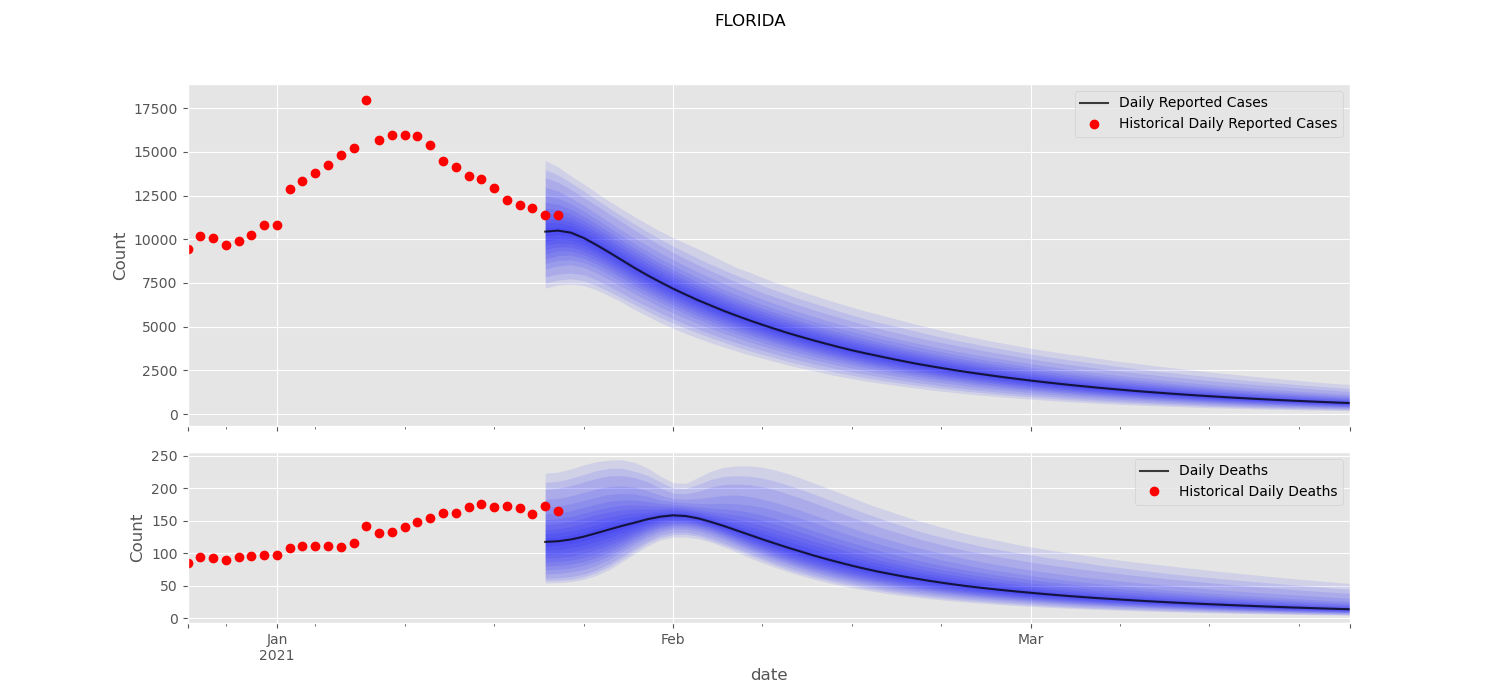 FLORIDA
Count
17500
15000
12500
10000
7500
5000
2500
0
Daily Reported Cases
Historical Daily Reported Cases
Count
250
200
150
100
50
0
Daily Deaths
Historical Daily Deaths
Jan
2021
Feb
Mar
date